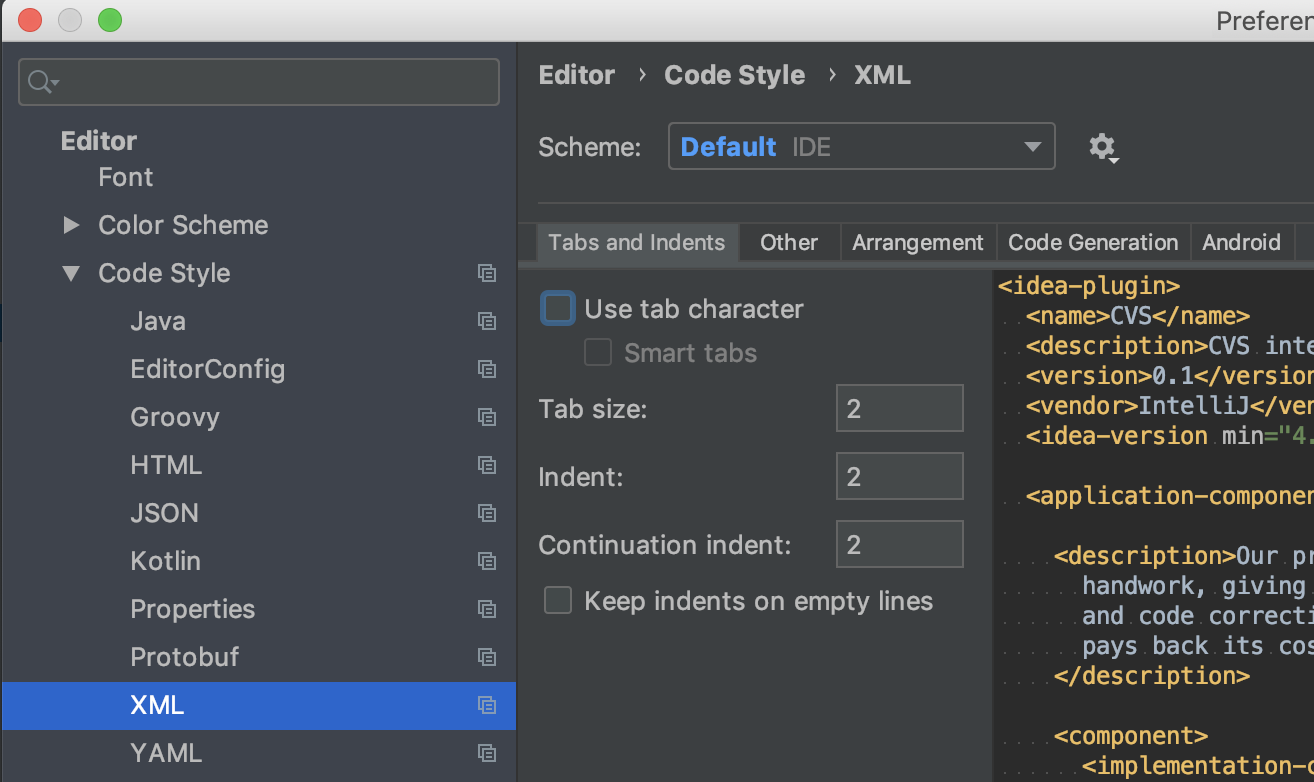 Preferen
Editor › Code Style › XML
Scheme: Default IDE
Editor
Font
Color Scheme
Code Style
Java
EditorConfig
Groovy
HTML
JSON
Kotlin
Properties
Protobuf
XML
YAML
Tabs and Indents Other Arrangement Code Generation Android
Use tab character
Smart tabs
Tab size: 2
Indent: 2
Continuation indent: 2
Keep indents on empty lines
<idea-plugin>
<name>CVS</name>
<description>CVS inte
<version>0.1</version
<vendor>IntelliJ</ven
<idea-version min="4.
<application-componen
<description>Our pr
handwork, giving
and code correcti
pays back its cos
</description>
<component>
<implementation-c